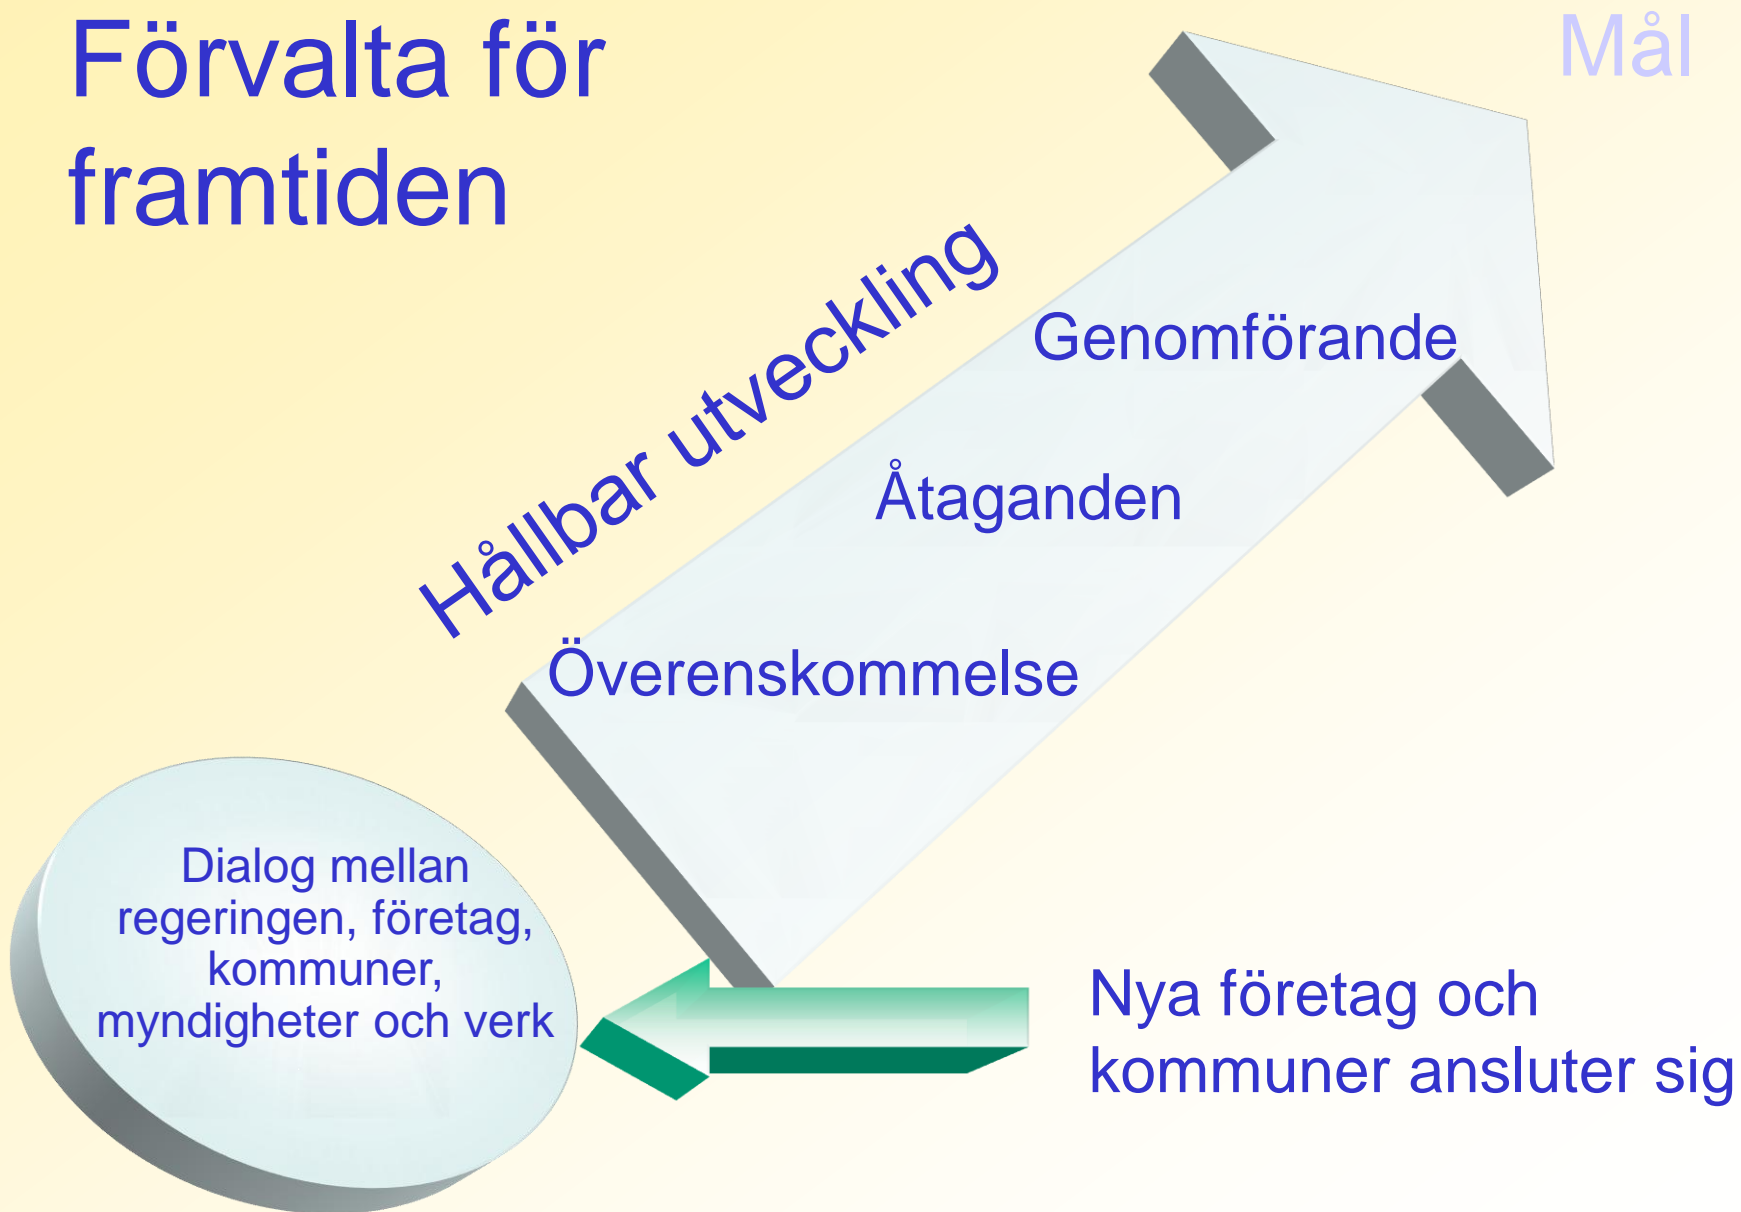 Förvalta för
framtiden
Mål
Hållbar utveckling
Genomförande
Åtaganden
Överenskommelse
Dialog mellan
regeringen, företag,
kommuner,
myndigheter och verk
Nya företag och
kommuner ansluter sig